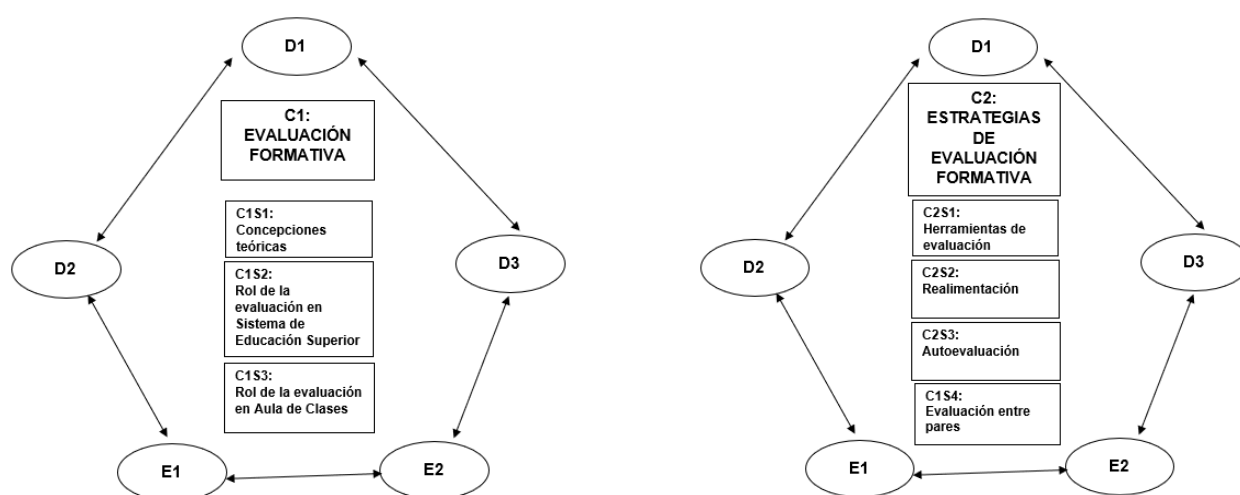 D1
C1:
EVALUACIÓN
FORMATIVA
C1S1:
Concepciones
teóricas
D2
D3
C1S2:
Rol de la
evaluación en
Sistema de
Educación Superior
C1S3:
Rol de la evaluación
en Aula de Clases
E1
E2
D1
C2:
ESTRATEGIAS
DE
EVALUACIÓN
FORMATIVA
C2S1:
Herramientas de
evaluación
D2
D3
C2S2:
Realimentación
C2S3:
Autoevaluación
C1S4:
Evaluación entre
pares
E1
E2